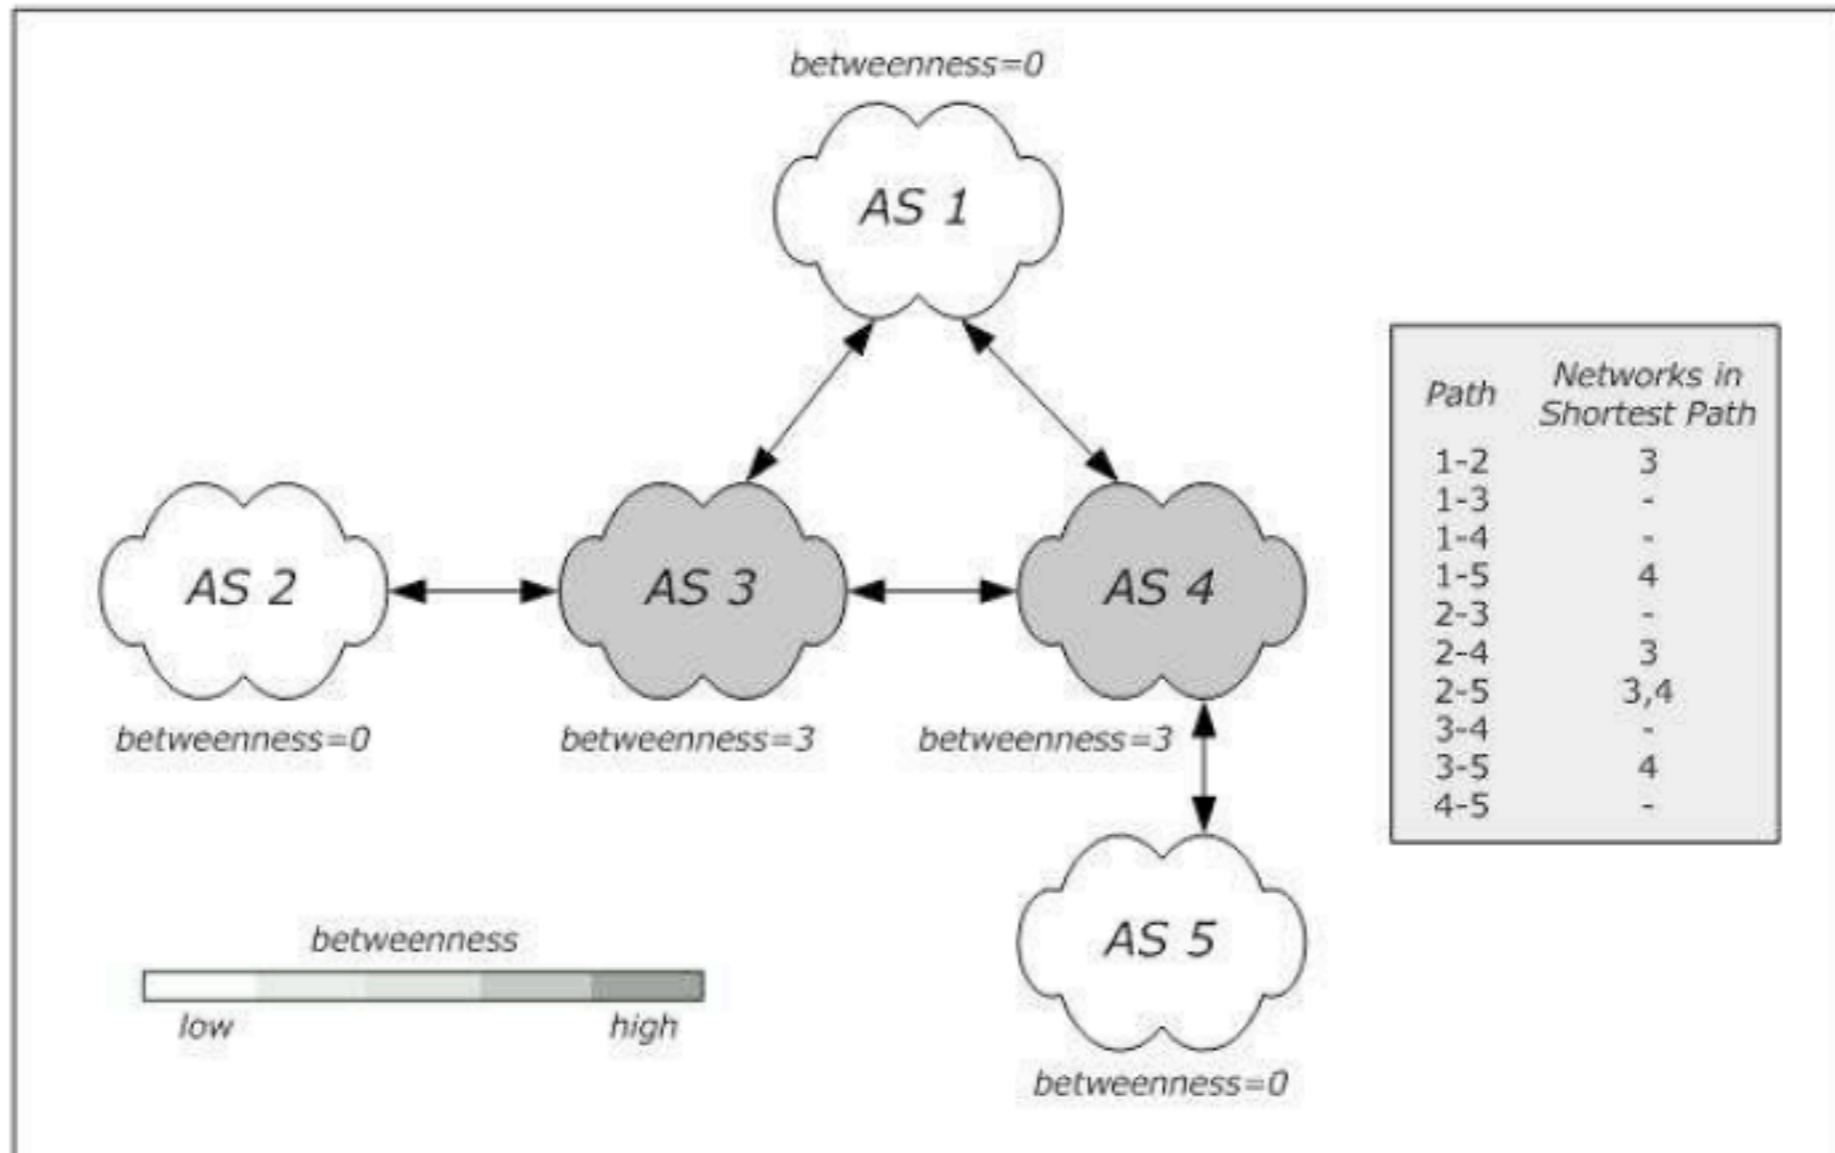 betweenness=0
AS 1
AS 2
AS 3
AS 4
betweenness=0
betweenness=3
betweenness=3
AS 5
betweenness=0
betweenness
low high
Path Networks in
Shortest Path
1-2 3
1-3 -
1-4 -
1-5 4
2-3 -
2-4 3
2-5 3,4
3-4 -
3-5 4
4-5 -